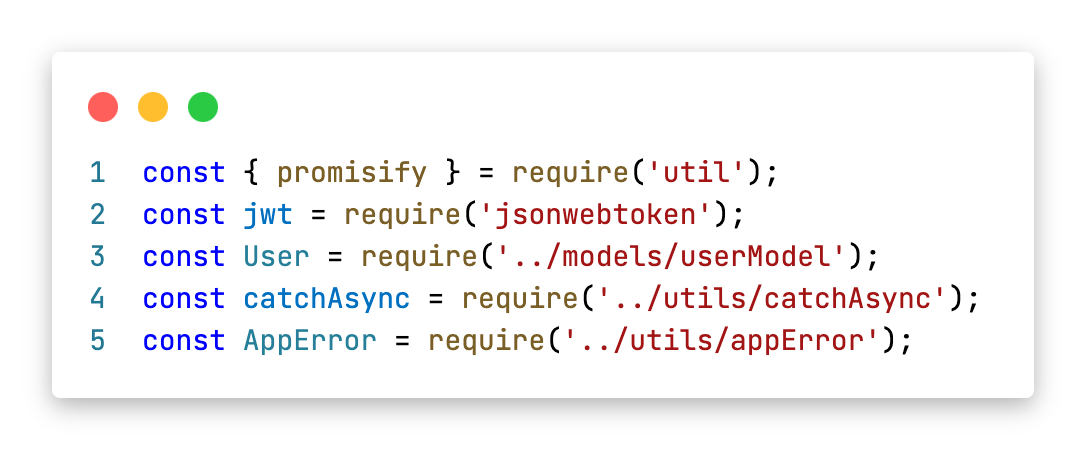 1 const { promisify } = require('util');
2 const jwt = require('jsonwebtoken');
3 const User = require('../models/userModel');
4 const catchAsync = require('../utils/catchAsync');
5 const AppError = require('../utils/appError');